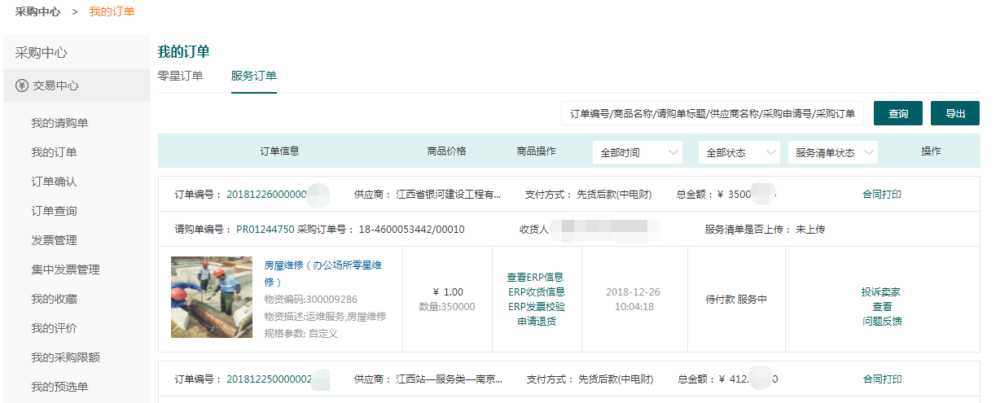 采购中心 > 我的订单
采购中心
交易中心
我的请购单
我的订单
订单确认
订单查询
发票管理
集中发票管理
我的收藏
我的评价
我的采购限额
我的预选单
我的订单
零星订单 服务订单
订单编号/商品名称/请购单标题/供应商名称/采购申请号/采购订单 查询 导出
订单信息 商品价格 商品操作 全部时间 全部状态 服务清单状态 操作
订单编号： 20181226000000 供应商： 江西省银河建设工程有... 支付方式： 先货后款(中电财) 总金额：¥ 3500 合同打印
请购单编号： PR01244750 采购订单号： 18-4600053442/00010 收货人 服务清单是否上传： 未上传
房屋维修（办公场所零星维
修）
物资编码:300009286
物资描述:运维服务,房屋维修
规格参数: 自定义
¥ 1.00
数量:350000
查看ERP信息
ERP收货信息
ERP发票校验
申请退货
2018-12-26
10:04:18
待付款 服务中
投诉卖家
查看
问题反馈
订单编号： 201812250000002 供应商： 江西站—服务类—南京... 支付方式： 先货后款(中电财) 总金额：¥ 412 0 合同打印